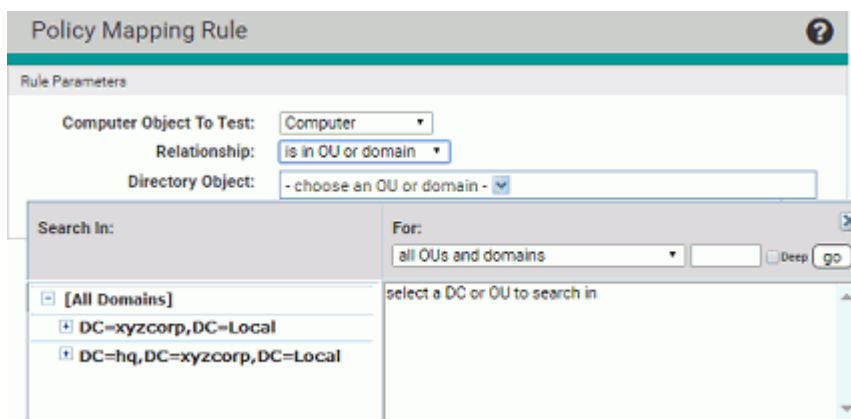 Policy Mapping Rule
Rule Parameters
Computer Object To Test: Computer
Relationship: is in OU or domain
Directory Object: - choose an OU or domain -
Search In: For:
all OUs and domains Deep go
[All Domains] select a DC or OU to search in
DC=xyzcorp,DC=Local
DC=hq,DC=xyzcorp,DC=Local